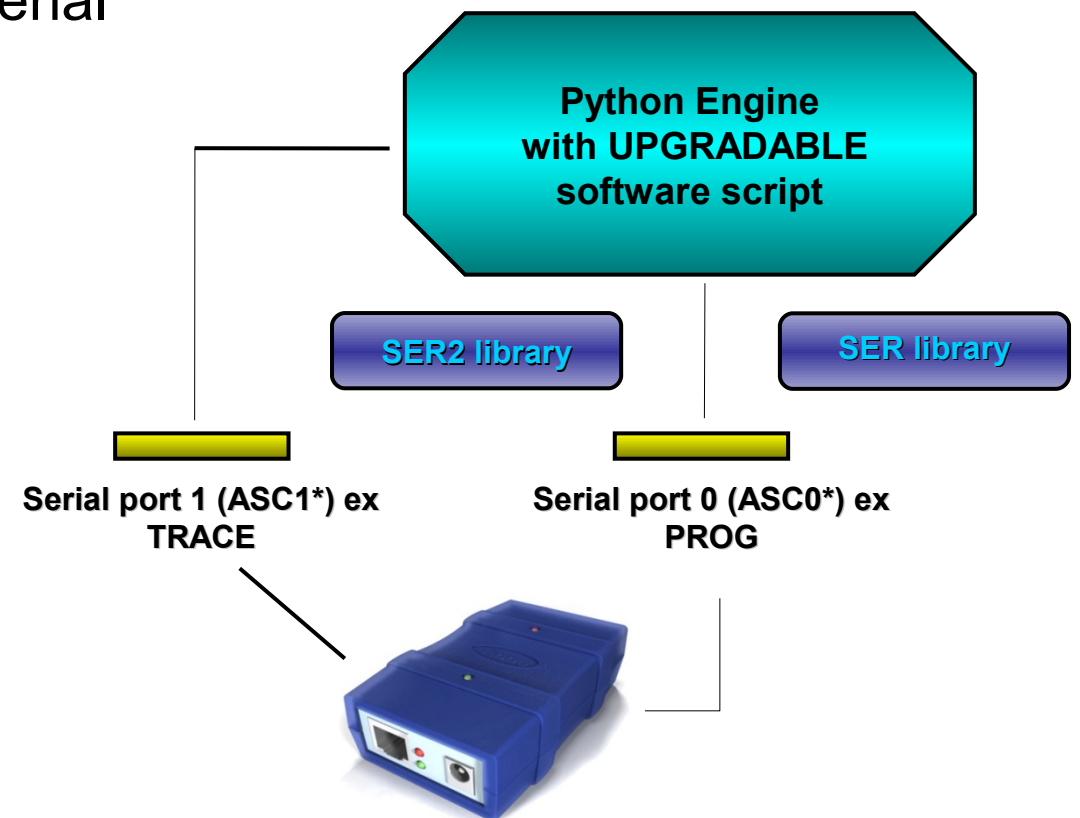 erial
Python Engine
with UPGRADABLE
software script
SER2 library
SER library
Serial port 1 (ASC1*) ex
TRACE
Serial port 0 (ASC0*) ex
PROG